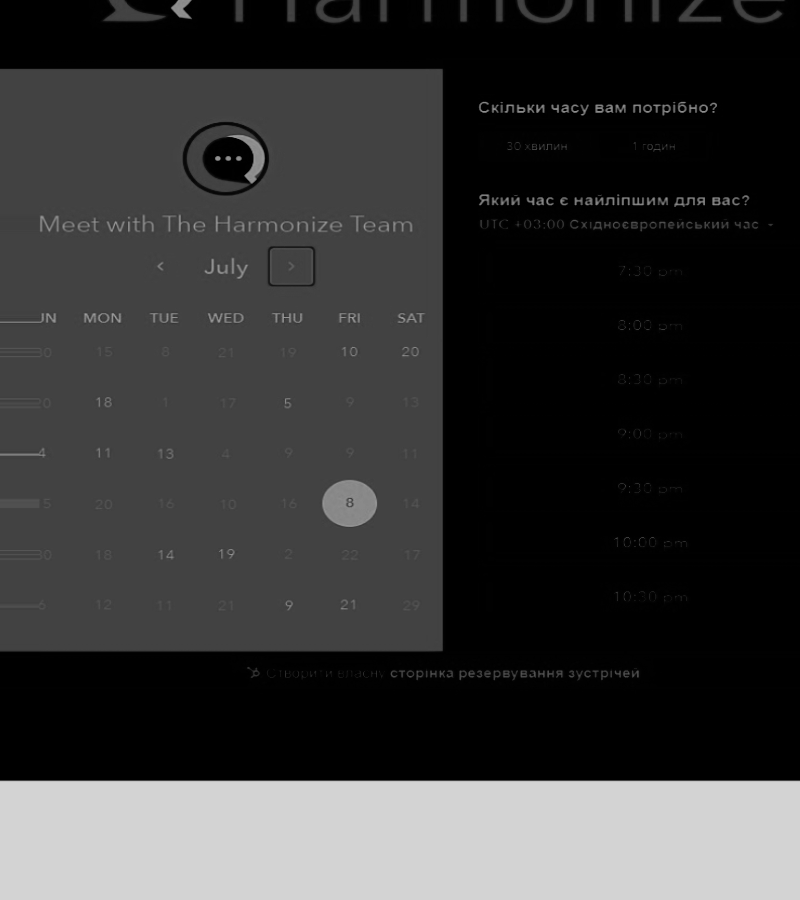 Harmonize
Meet with The Harmonize Team
July
UN MON TUE WED THU FRI SAT
0 15 8 21 19 10 20
0 18 1 17 5 9 13
4 11 13 4 9 9 11
5 20 16 10 16 8 14
0 18 14 19 2 22 17
6 12 11 21 9 21 29
Скільки часу вам потрібно?
30 хвилин 1 годин
Який час є найліпшим для вас?
UTC +03:00 Східноєвропейський час
7:30 pm
8:00 pm
8:30 pm
9:00 pm
9:30 pm
10:00 pm
10:30 pm
Створити власну сторінка резервування зустрічей